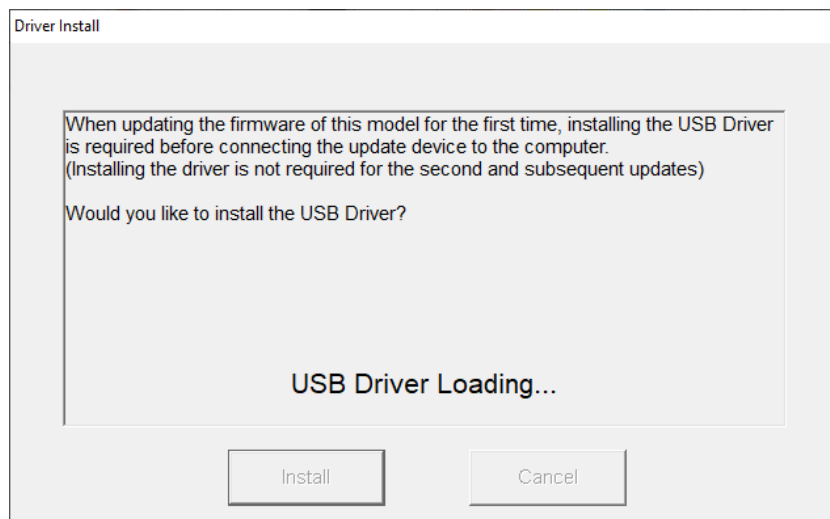 Driver Install
When updating the firmware of this model for the first time, installing the USB Driver
is required before connecting the update device to the computer.
(Installing the driver is not required for the second and subsequent updates)
Would you like to install the USB Driver?
USB Driver Loading...
Install
Cancel